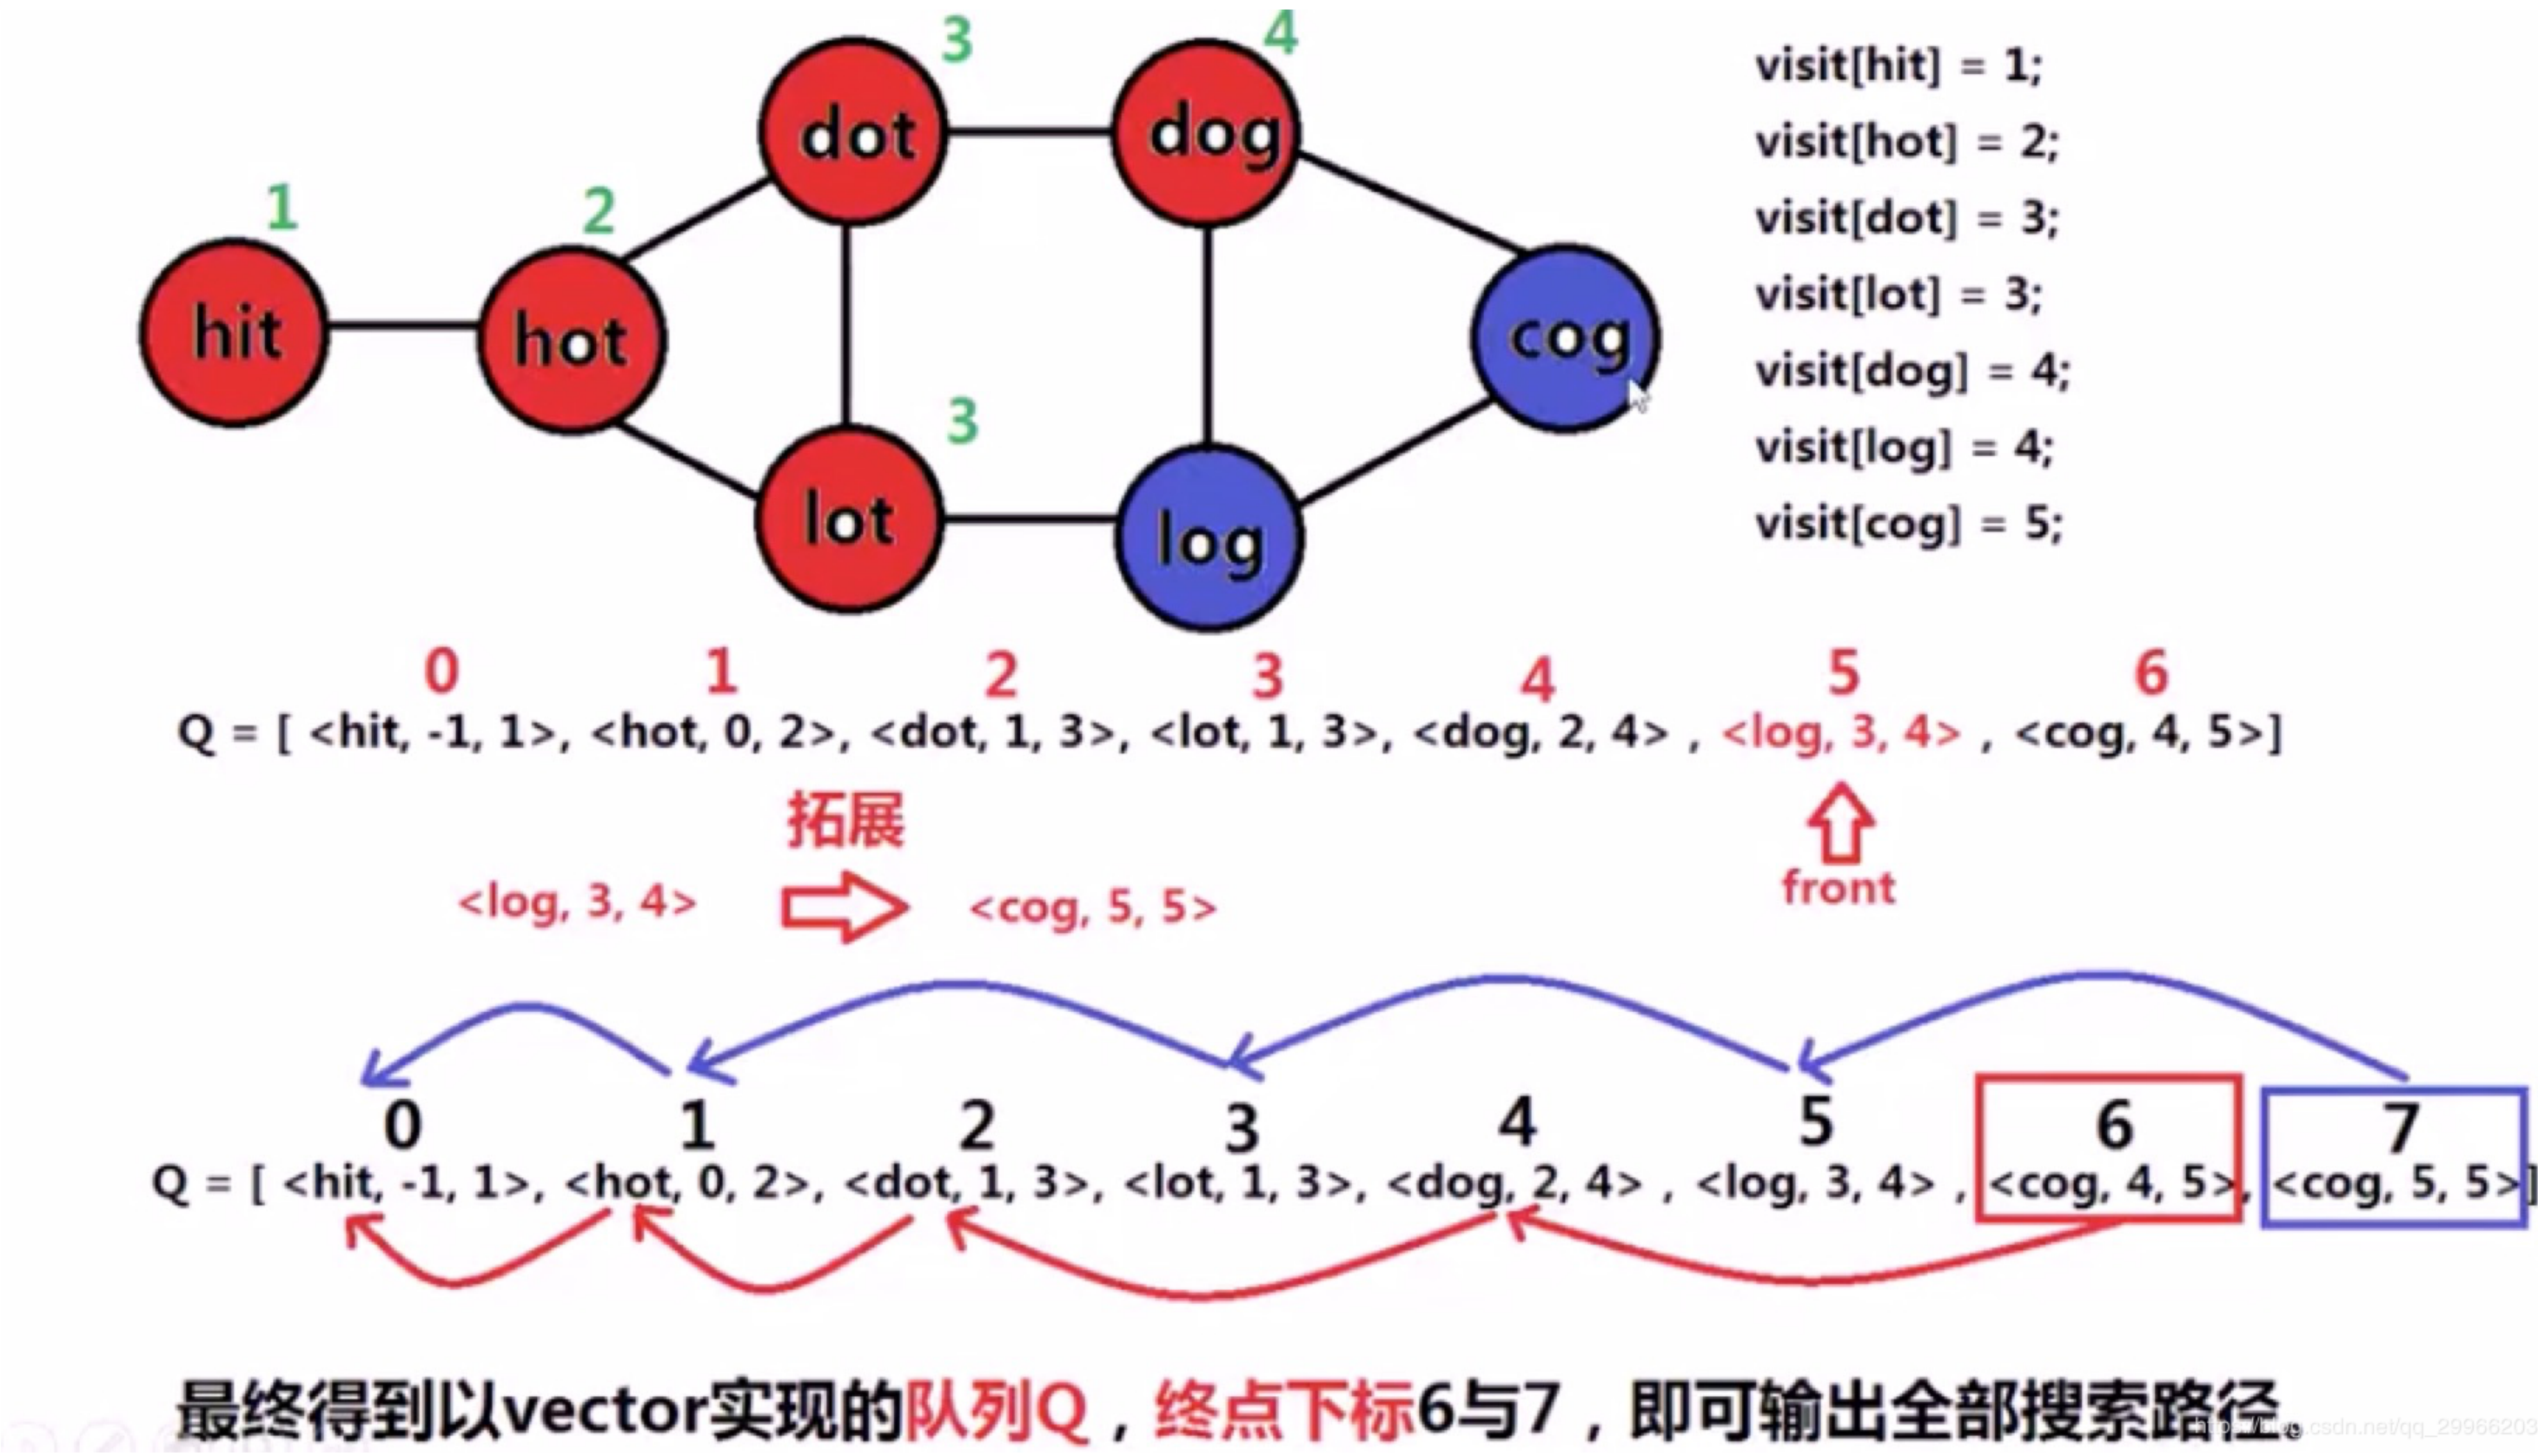 3
4
visit[hit] = 1;
dot
dog
visit[hot] = 2;
1
2
visit[dot] = 3;
hit
hot
cog
visit[lot] = 3;
visit[dog] = 4;
3
visit[log] = 4;
lot
log
visit[cog] = 5;
0 1 2 3 4 5 6
Q = [ <hit, -1, 1>, <hot, 0, 2>, <dot, 1, 3>, <lot, 1, 3>, <dog, 2, 4> , <log, 3, 4> , <cog, 4, 5>]
拓展
<log, 3, 4> <cog, 5, 5>
front
0 1 2 3 4 5 6 7
Q = [ <hit, -1, 1>, <hot, 0, 2>, <dot, 1, 3>, <lot, 1, 3>, <dog, 2, 4> , <log, 3, 4> , <cog, 4, 5>, <cog, 5, 5>]
最终得到以vector实现的队列Q，终点下标6与7，即可输出全部搜索路径。
https://blog.csdn.net/qq_29966203